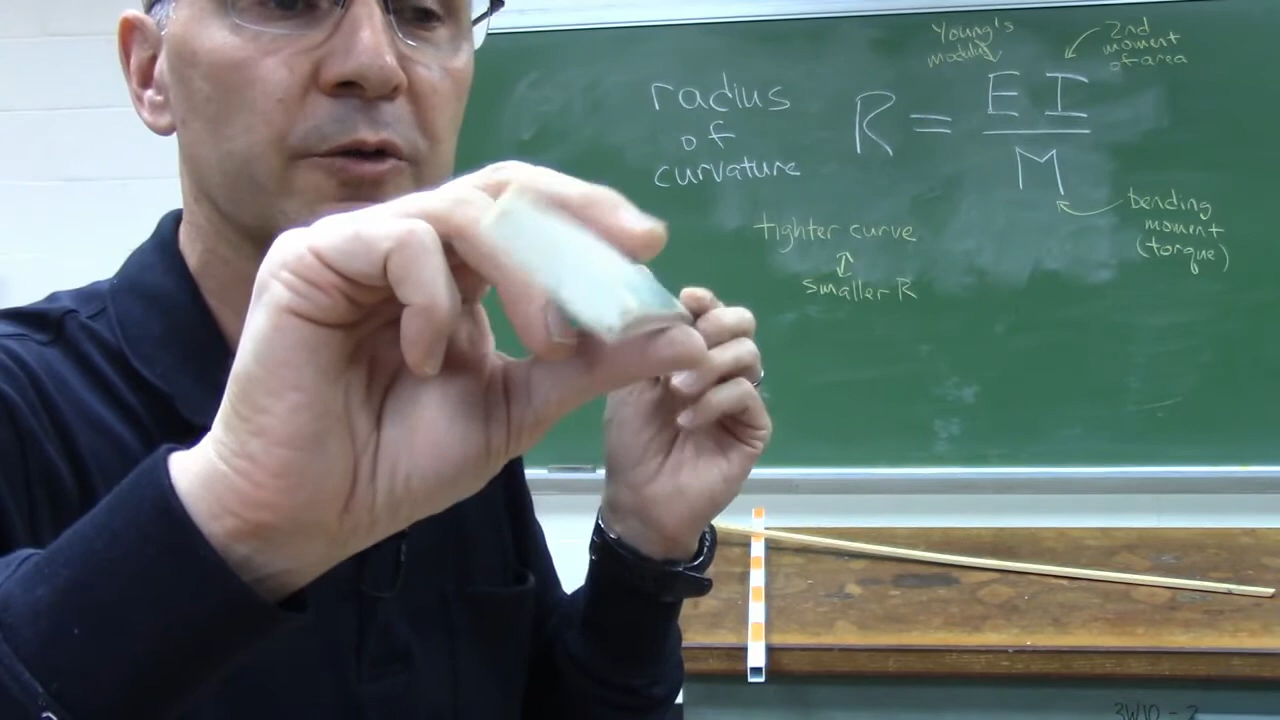 Young's
modulus
2nd
moment
of area
radius
of
curvature
R = EI
M
bending
moment
(torque)
tighter curve
↕
smaller R